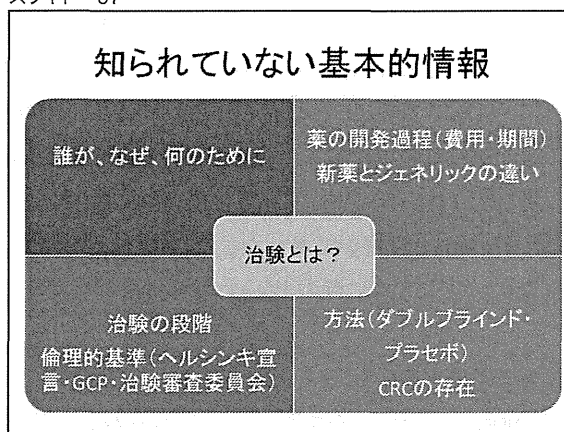 知られていない基本的情報
誰が、なぜ、何のために
薬の開発過程(費用・期間)
新薬とジェネリックの違い
治験とは?
治験の段階
倫理的基準(ヘルシンキ宣
言・GCP・治験審査委員会)
方法(ダブルブラインド・
プラセボ)
CRCの存在